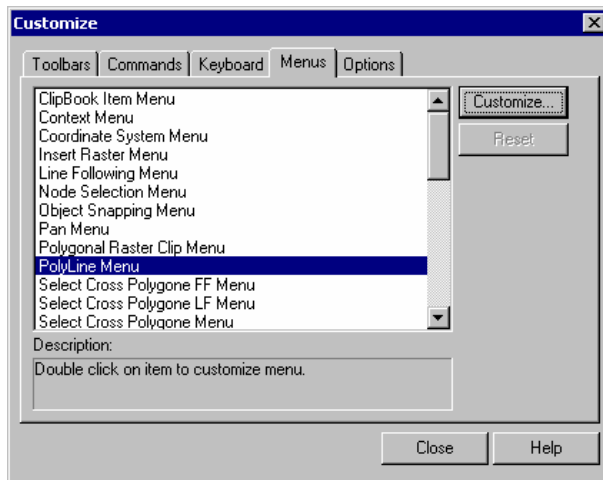 Customize
Toolbars Commands Keyboard Menus Options
ClipBook Item Menu
Context Menu
Coordinate System Menu
Insert Raster Menu
Line Following Menu
Node Selection Menu
Object Snapping Menu
Pan Menu
Polygonal Raster Clip Menu
PolyLine Menu
Select Cross Polygone FF Menu
Select Cross Polygone LF Menu
Select Cross Polygone Menu
Customize...
Reset
Description:
Double click on item to customize menu.
Close Help